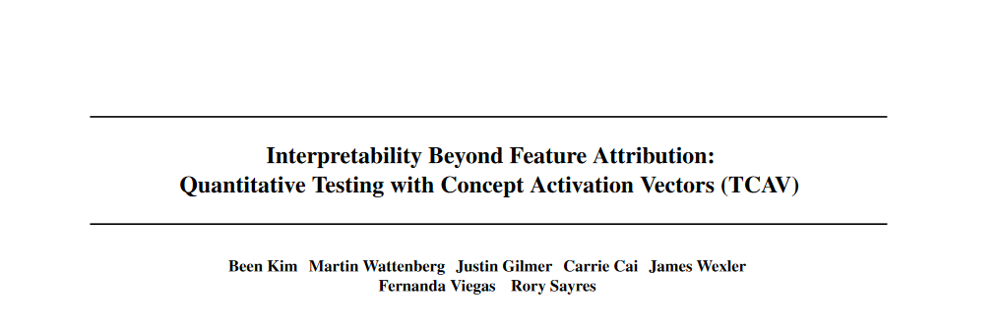 Interpretability Beyond Feature Attribution:
Quantitative Testing with Concept Activation Vectors (TCAV)
Been Kim Martin Wattenberg Justin Gilmer Carrie Cai James Wexler
Fernanda Viegas Rory Sayres